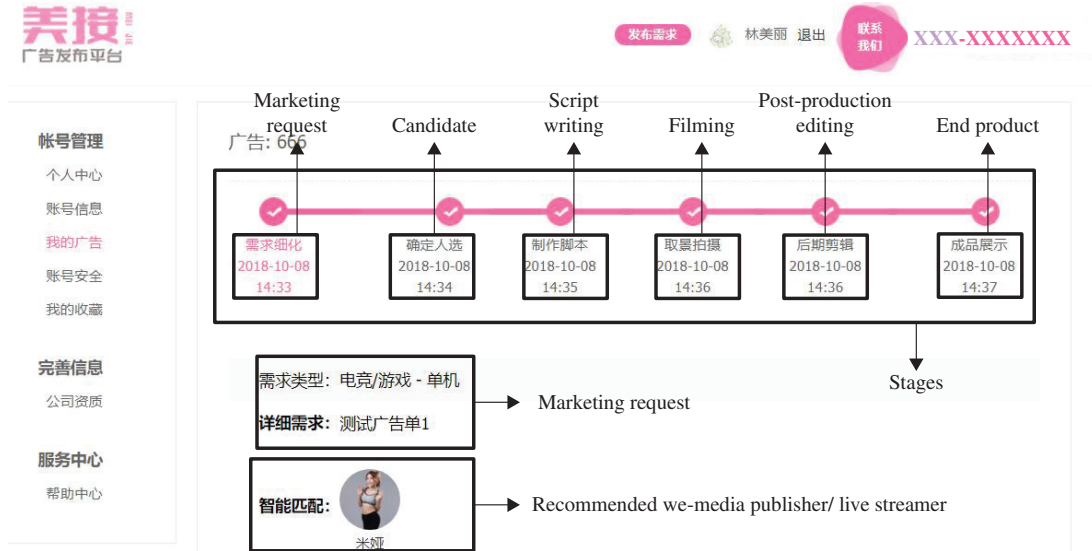 美接 MEI JIE
广告发布平台
发布需求 林美丽 退出 联系我们 XXX-XXXXXXX
Marketing request
Candidate
Script writing
Filming
Post-production editing
End product
帐号管理
个人中心
账号信息
我的广告
账号安全
我的收藏
完善信息
公司资质
服务中心
帮助中心
广告: 666
需求细化
2018-10-08
14:33
确定人选
2018-10-08
14:34
制作脚本
2018-10-08
14:35
取景拍摄
2018-10-08
14:36
后期剪辑
2018-10-08
14:36
成品展示
2018-10-08
14:37
Stages
需求类型：电竞/游戏 - 单机
详细需求：测试广告单1
Marketing request
智能匹配：
米娅
Recommended we-media publisher/ live streamer